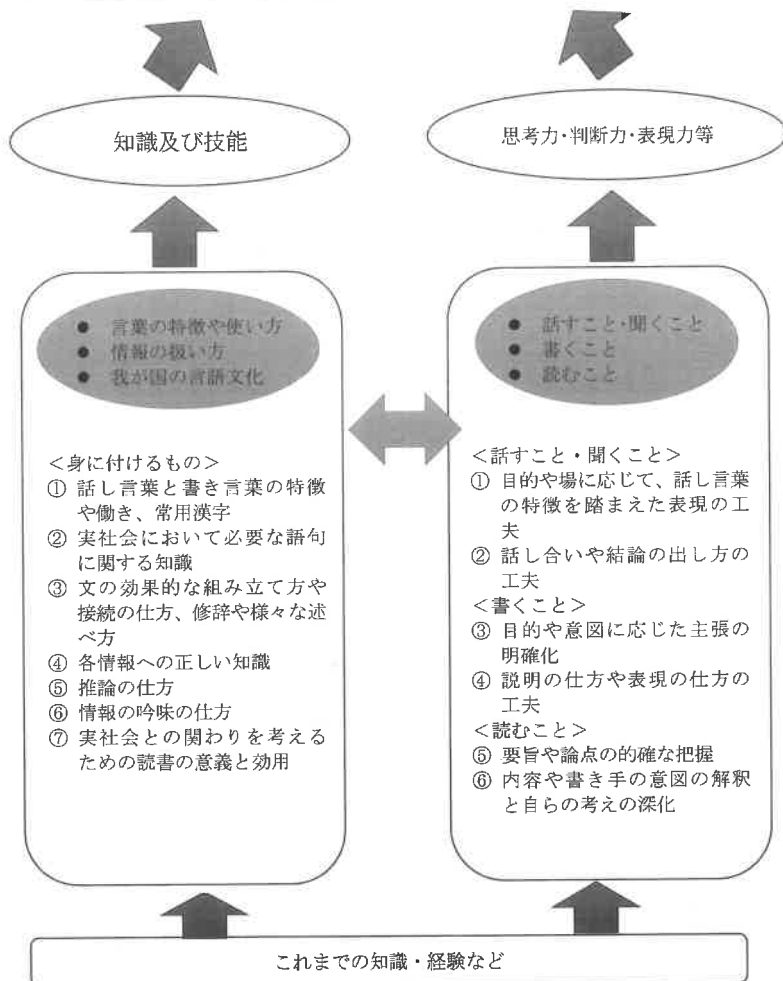 知識及び技能
思考力・判断力・表現力等
● 言葉の特徴や使い方
● 情報の扱い方
● 我が国の言語文化
<身に付けるもの>
① 話し言葉と書き言葉の特徴
や働き、常用漢字
② 実社会において必要な語句
に関する知識
③ 文の効果的な組み立て方や
接続の仕方、修辞や様々な述
べ方
④ 各情報への正しい知識
⑤ 推論の仕方
⑥ 情報の吟味の仕方
⑦ 実社会との関わりを考える
ための読書の意義と効用
● 話すこと・聞くこと
● 書くこと
● 読むこと
<話すこと・聞くこと>
① 目的や場に応じて、話し言葉
の特徴を踏まえた表現の工
夫
② 話し合いや結論の出し方の
工夫
<書くこと>
③ 目的や意図に応じた主張の
明確化
④ 説明の仕方や表現の仕方の
工夫
<読むこと>
⑤ 要旨や論点の的確な把握
⑥ 内容や書き手の意図の解釈
と自らの考えの深化
これまでの知識・経験など